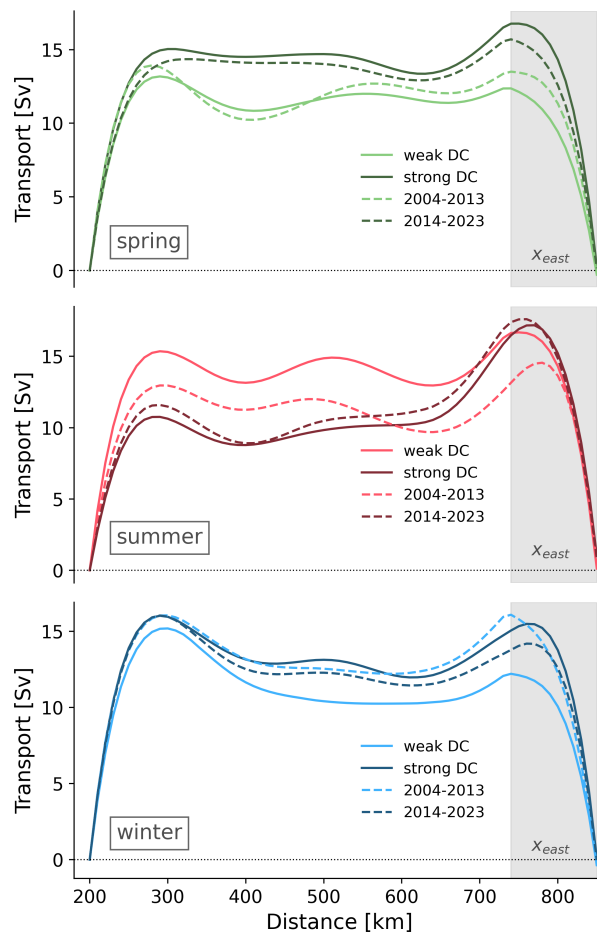 Transport [Sv]
15
10
5
0
weak DC
strong DC
2004-2013
2014-2023
spring
x_east
Transport [Sv]
15
10
5
0
weak DC
strong DC
2004-2013
2014-2023
summer
x_east
Transport [Sv]
15
10
5
0
weak DC
strong DC
2004-2013
2014-2023
winter
x_east
200 300 400 500 600 700 800
Distance [km]